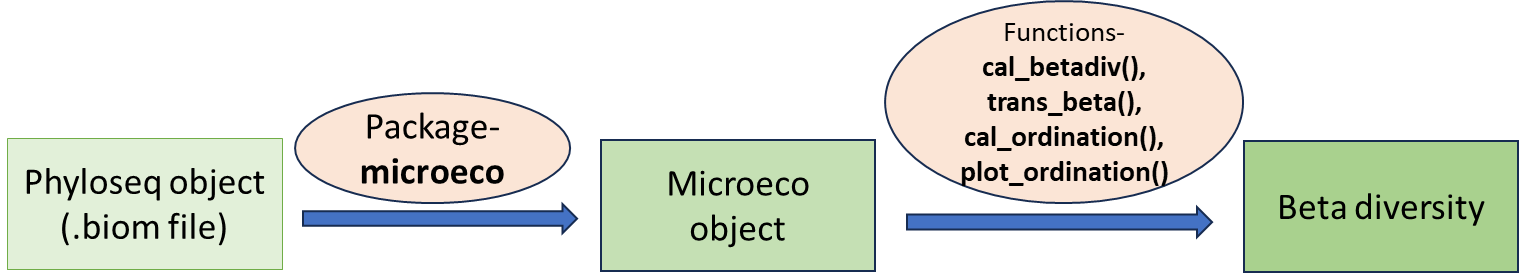 Phyloseq object
(.biom file)
Package-
microeco
Microeco
object
Functions-
cal_betadiv(),
trans_beta(),
cal_ordination(),
plot_ordination()
Beta diversity